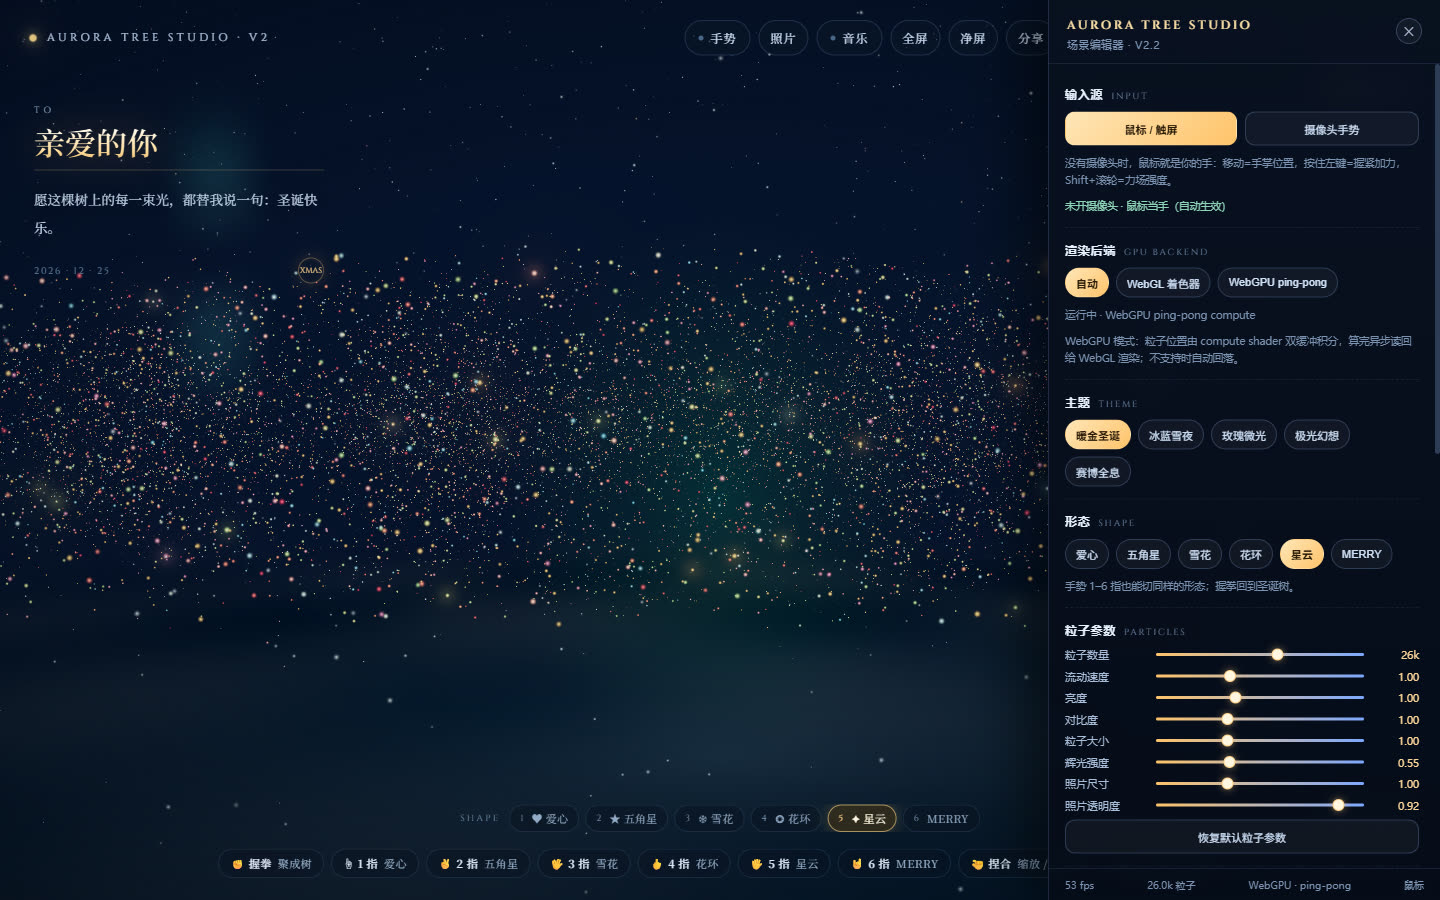 AURORA TREE STUDIO · V2
手势
照片
音乐
全屏
净屏
分享
TO
亲爱的你
愿这棵树上的每一束光，都替我说一句：圣诞快
乐。
2026 · 12 · 25
XMAS
SHAPE
1 爱心
2 五角星
3 雪花
4 花环
5 星云
6 MERRY
握拳 聚成树
1 指 爱心
2 指 五角星
3 指 雪花
4 指 花环
5 指 星云
6 指 MERRY
捏合 缩放 /
AURORA TREE STUDIO
场景编辑器 · V2.2
输入源 INPUT
鼠标 / 触屏
摄像头手势
没有摄像头时，鼠标就是你的手：移动=手掌位置，按住左键=握紧加力，
Shift+滚轮=力场强度。
未开摄像头 · 鼠标当手（自动生效）
渲染后端 GPU BACKEND
自动
WebGL 着色器
WebGPU ping-pong
运行中 · WebGPU ping-pong compute
WebGPU 模式：粒子位置由 compute shader 双缓冲积分，算完异步读回
给 WebGL 渲染；不支持时自动回落。
主题 THEME
暖金圣诞
冰蓝雪夜
玫瑰微光
极光幻想
赛博全息
形态 SHAPE
爱心
五角星
雪花
花环
星云
MERRY
手势 1–6 指也能切同样的形态；握拳回到圣诞树。
粒子参数 PARTICLES
粒子数量 26k
流动速度 1.00
亮度 1.00
对比度 1.00
粒子大小 1.00
辉光强度 0.55
照片尺寸 1.00
照片透明度 0.92
恢复默认粒子参数
53 fps
26.0k 粒子
WebGPU · ping-pong
鼠标